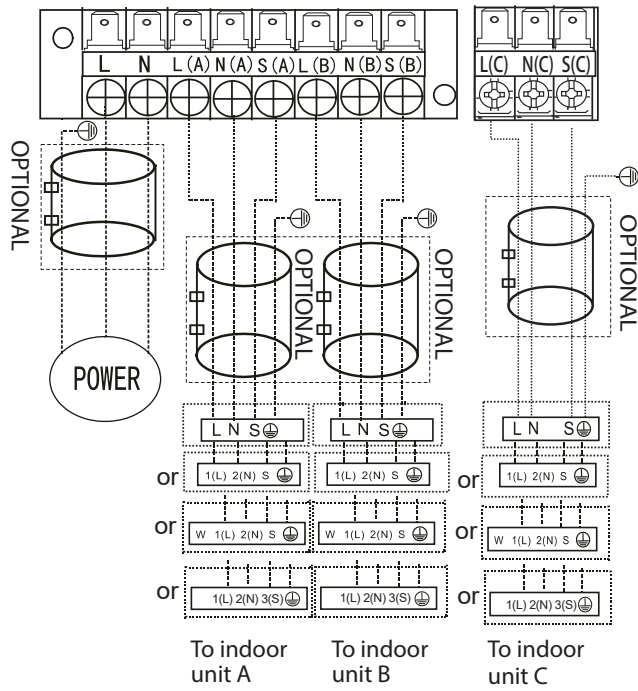 L N L(A) N(A) S(A) L(B) N(B) S(B)
L(C) N(C) S(C)
OPTIONAL
OPTIONAL
OPTIONAL
OPTIONAL
POWER
L N S
L N S
L N S
or
1(L) 2(N) S
1(L) 2(N) S
or
1(L) 2(N) S
or
W 1(L) 2(N) S
W 1(L) 2(N) S
or
W 1(L) 2(N) S
or
1(L) 2(N) 3(S)
1(L) 2(N) 3(S)
or
1(L) 2(N) 3(S)
To indoor
unit A
To indoor
unit B
To indoor
unit C